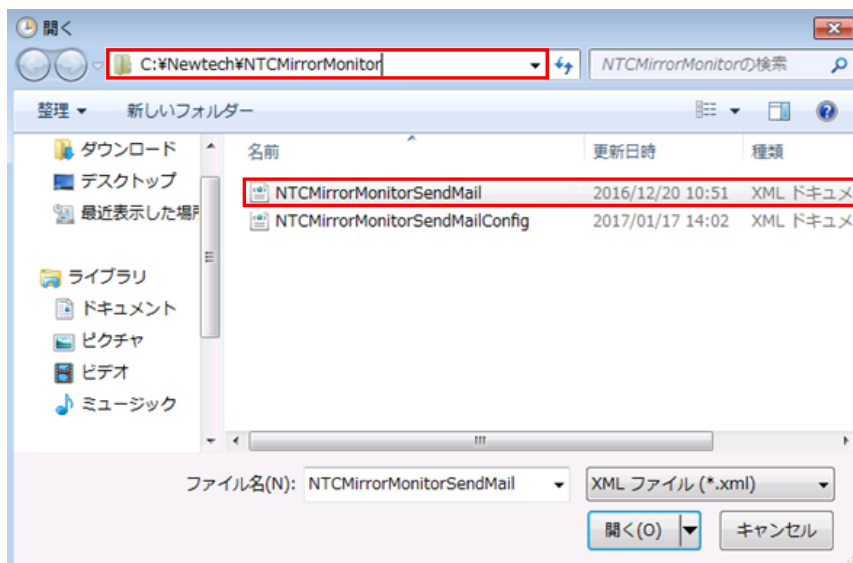 開く
C:¥Newtech¥NTCMirrorMonitor
NTCMirrorMonitorの検索
整理 新しいフォルダー
ダウンロード
デスクトップ
最近表示した場所
ライブラリ
ドキュメント
ピクチャ
ビデオ
ミュージック
名前 更新日時 種類
NTCMirrorMonitorSendMail 2016/12/20 10:51 XML ドキュメ
NTCMirrorMonitorSendMailConfig 2017/01/17 14:02 XML ドキュメ
ファイル名(N): NTCMirrorMonitorSendMail XML ファイル (*.xml)
開く(O) キャンセル